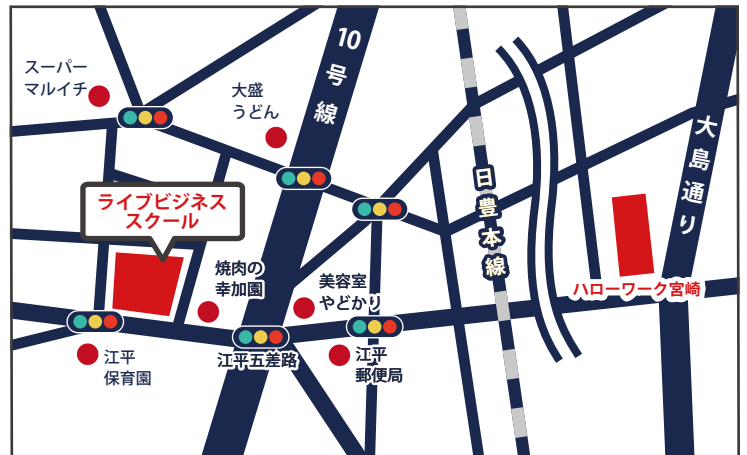 スーパー
マルイチ
大盛
うどん
10号線
大島通り
日豊本線
ライブビジネス
スクール
焼肉の
幸加園
美容室
やどかり
ハローワーク宮崎
江平五差路
江平
保育園
江平
郵便局